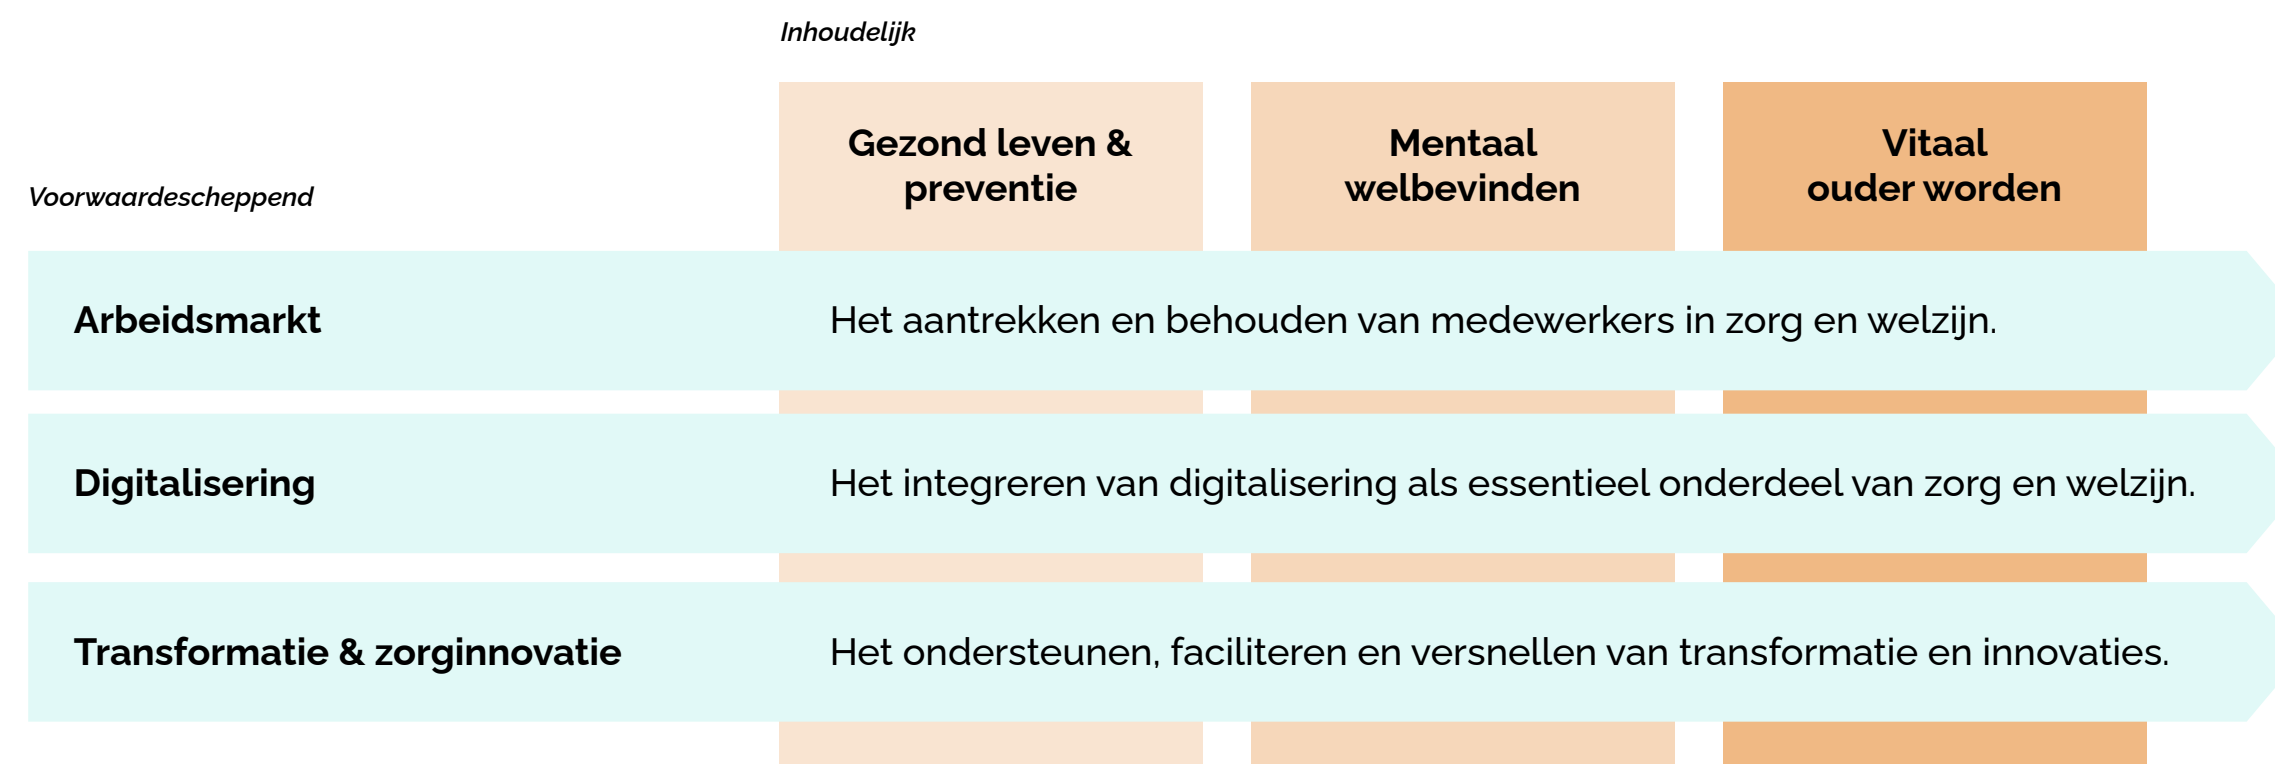 Inhoudelijk
Gezond leven &
preventie
Mentaal
welbevinden
Vitaal
ouder worden
Voorwaardescheppend
Arbeidsmarkt
Het aantrekken en behouden van medewerkers in zorg en welzijn.
Digitalisering
Het integreren van digitalisering als essentieel onderdeel van zorg en welzijn.
Transformatie & zorginnovatie
Het ondersteunen, faciliteren en versnellen van transformatie en innovaties.